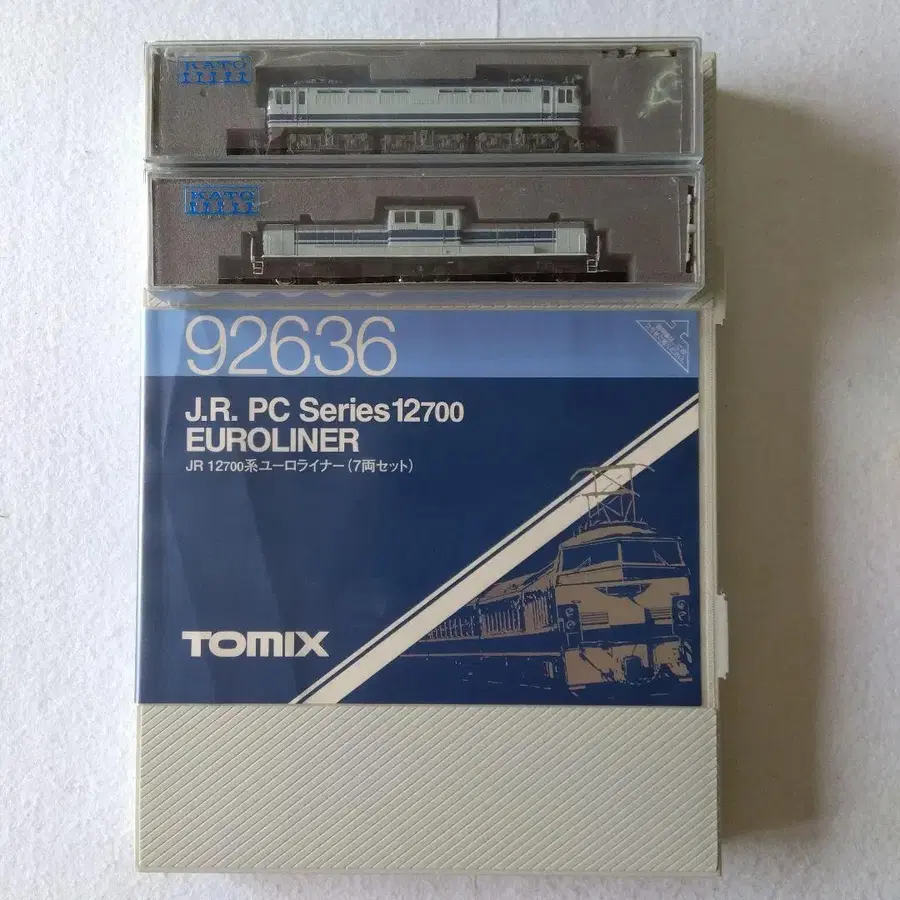 KATO
KATO
92636
J.R. PC Series 12700
EUROLINER
JR 12700系ユーロライナー（7両セット）
TOMIX